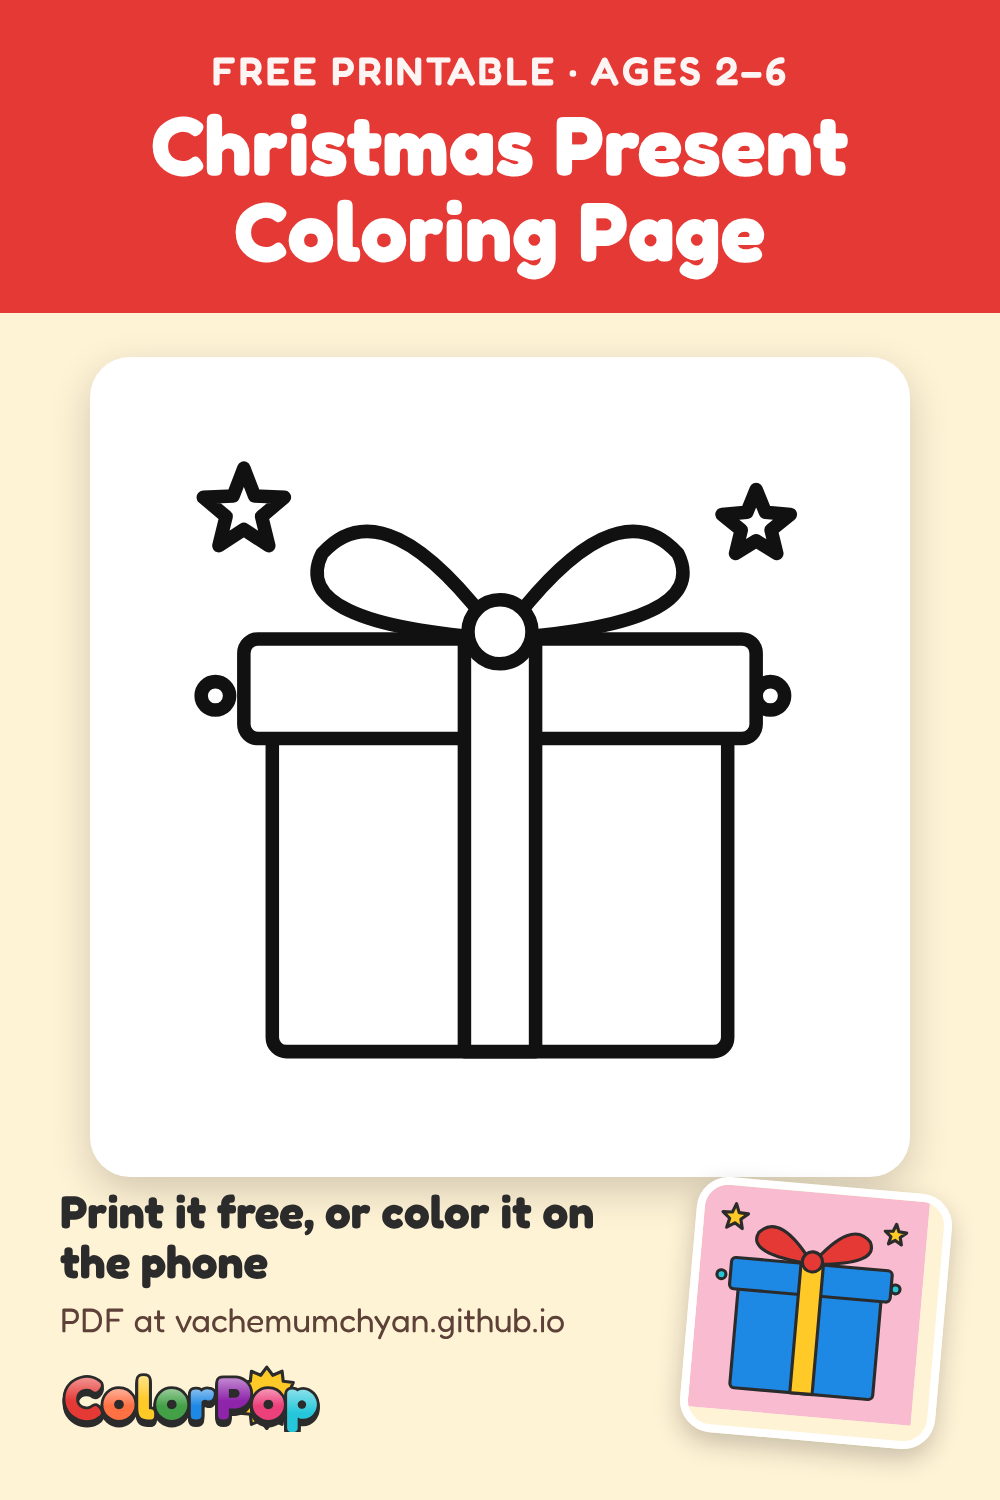 FREE PRINTABLE · AGES 2–6
Christmas Present
Coloring Page
Print it free, or color it on
the phone
PDF at vachemumchyan.github.io
ColorPop